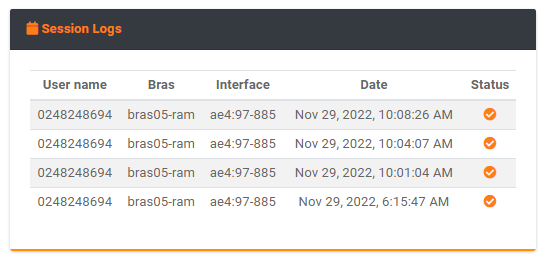 Session Logs
User name Bras Interface Date Status
0248248694 bras05-ram ae4:97-885 Nov 29, 2022, 10:08:26 AM
0248248694 bras05-ram ae4:97-885 Nov 29, 2022, 10:04:07 AM
0248248694 bras05-ram ae4:97-885 Nov 29, 2022, 10:01:04 AM
0248248694 bras05-ram ae4:97-885 Nov 29, 2022, 6:15:47 AM